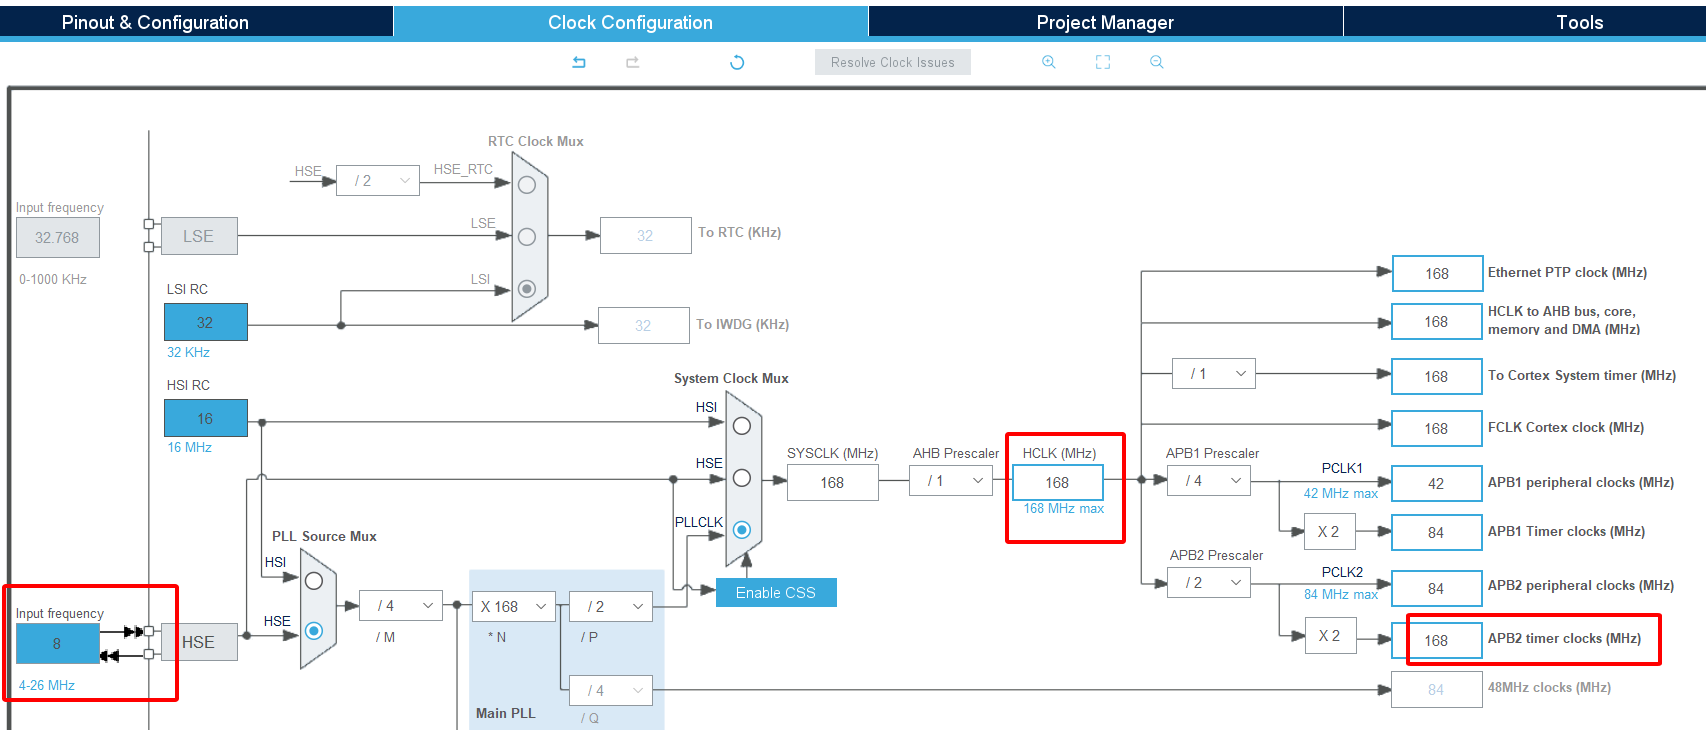 Pinout & Configuration
Clock Configuration
Project Manager
Tools
Resolve Clock Issues
RTC Clock Mux
HSE
/ 2
HSE_RTC
Input frequency
32.768
0-1000 KHz
LSE
LSE
32
To RTC (KHz)
LSI
LSI RC
32
32 KHz
32
To IWDG (KHz)
HSI RC
16
16 MHz
System Clock Mux
HSI
HSE
PLLCLK
SYSCLK (MHz)
168
AHB Prescaler
/ 1
HCLK (MHz)
168
168 MHz max
Enable CSS
PLL Source Mux
HSI
HSE
Input frequency
8
4-26 MHz
HSE
/ 4
/ M
X 168
* N
/ 2
/ P
/ 4
/ Q
Main PLL
168
Ethernet PTP clock (MHz)
168
HCLK to AHB bus, core,
memory and DMA (MHz)
/ 1
168
To Cortex System timer (MHz)
168
FCLK Cortex clock (MHz)
APB1 Prescaler
/ 4
PCLK1
42 MHz max
42
APB1 peripheral clocks (MHz)
X 2
84
APB1 Timer clocks (MHz)
APB2 Prescaler
/ 2
PCLK2
84 MHz max
84
APB2 peripheral clocks (MHz)
X 2
168
APB2 timer clocks (MHz)
84
48MHz clocks (MHz)